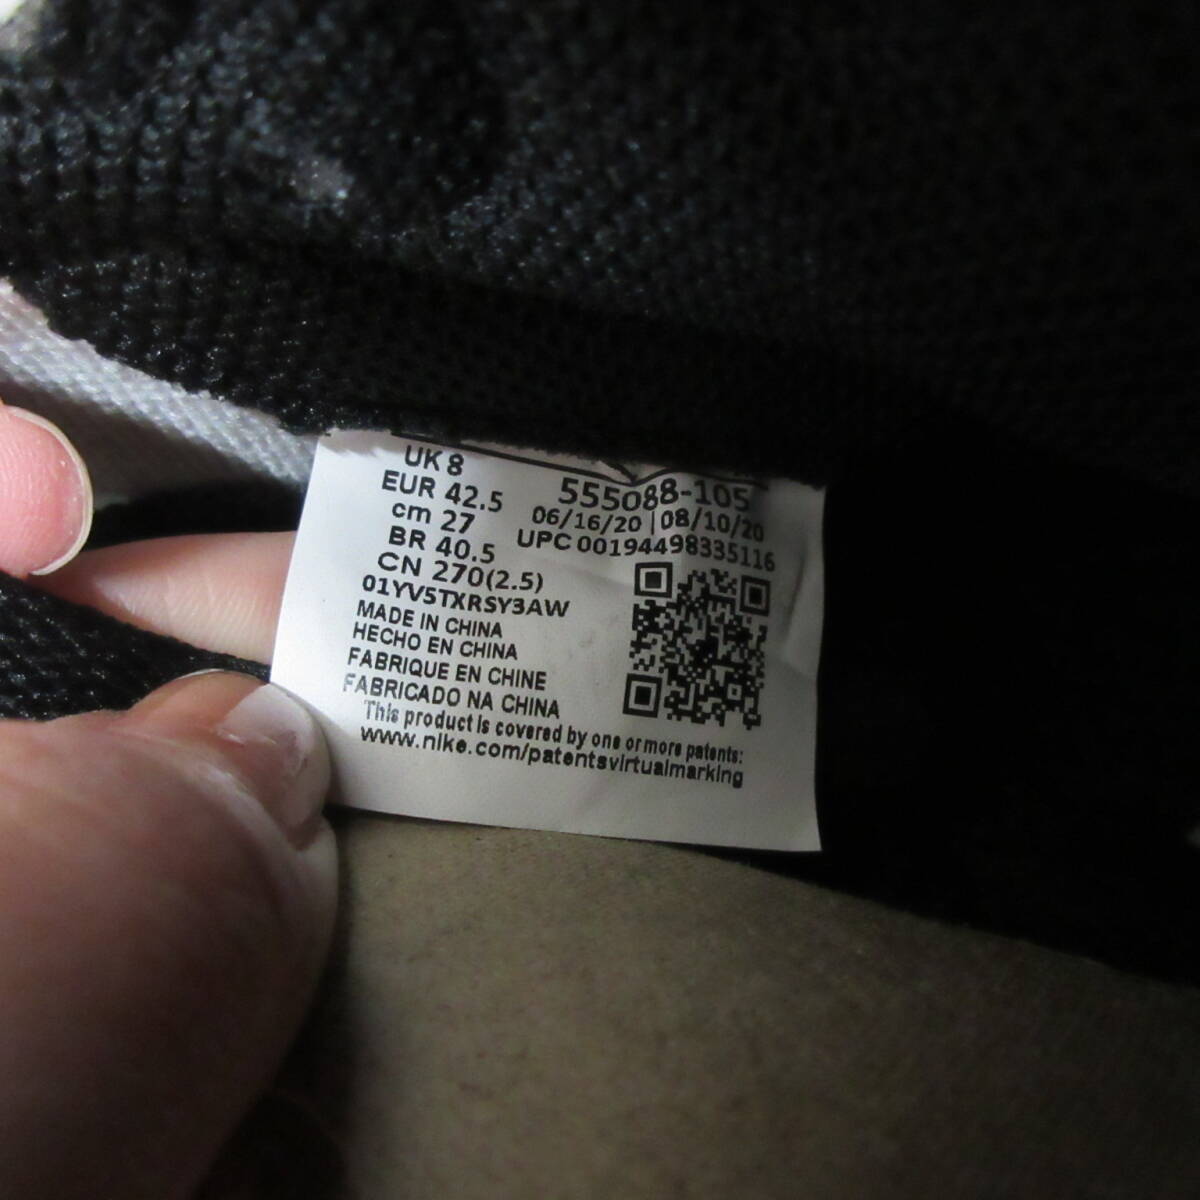 UK 8
EUR 42.5
cm 27
BR 40.5
CN 270(2.5)
555088-105
06/16/20 | 08/10/20
UPC 00194498335116
01YV5TXRSY3AW
MADE IN CHINA
HECHO EN CHINA
FABRIQUE EN CHINE
FABRICADO NA CHINA
This product is covered by one or more patents:
www.nike.com/patentsvirtualmarking